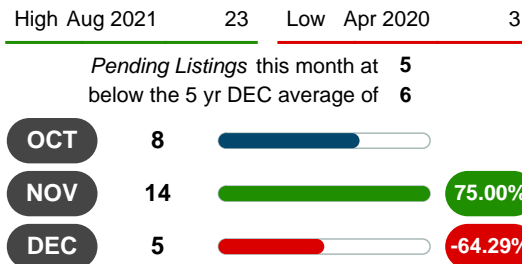 High Aug 2021 23 Low Apr 2020 3
Pending Listings this month at 5
below the 5 yr DEC average of 6
OCT 8
NOV 14 75.00%
DEC 5 -64.29%